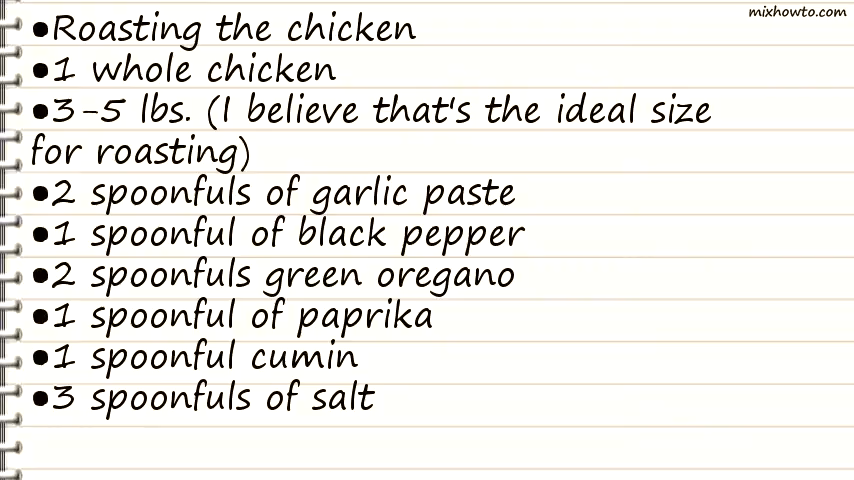 mixhowto.com
•Roasting the chicken
•1 whole chicken
•3-5 lbs. (I believe that's the ideal size
for roasting)
•2 spoonfuls of garlic paste
•1 spoonful of black pepper
•2 spoonfuls green oregano
•1 spoonful of paprika
•1 spoonful cumin
•3 spoonfuls of salt